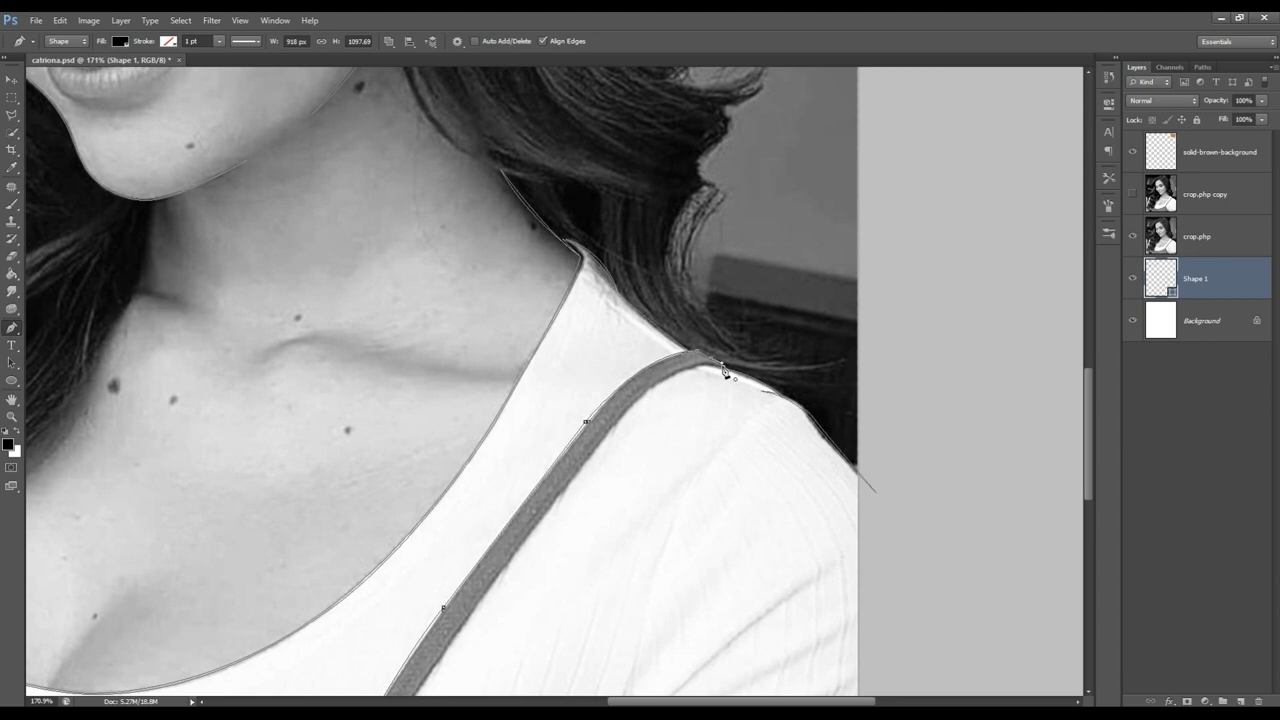 Ps File Edit Image Layer Type Select Filter View Window Help
Shape Fill: Stroke: 1 pt W: 918 px H: 1097.69 Auto Add/Delete Align Edges Essentials
catriona.psd @ 171% (Shape 1, RGB/8) * ×
Layers Channels Paths
Kind
Normal Opacity: 100%
Lock: Fill: 100%
solid-brown-background
crop.php copy
crop.php
Shape 1
Background
170.9% Doc: 5.27M/18.8M